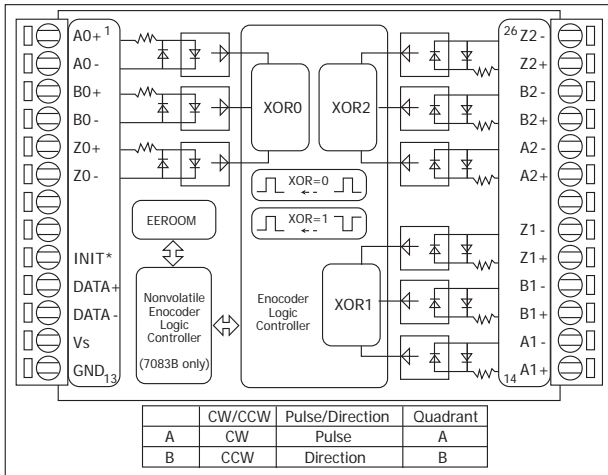 A0+ 1
A0 -
B0+
B0 -
Z0+
Z0 -
INIT*
DATA+
DATA -
Vs
GND 13
XOR0
XOR2
XOR=0
XOR=1
EEROOM
Nonvolatile
Encoder
Logic
Controller
(7083B only)
Encoder
Logic
Controller
XOR1
26 Z2 -
Z2+
B2 -
B2+
A2 -
A2+
Z1 -
Z1+
B1 -
B1+
A1 -
14 A1+
CW/CCW Pulse/Direction Quadrant
A CW Pulse A
B CCW Direction B